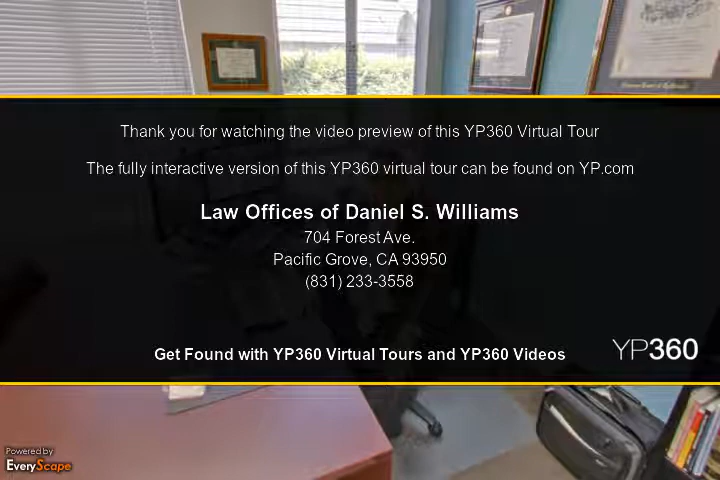 Thank you for watching the video preview of this YP360 Virtual Tour
The fully interactive version of this YP360 virtual tour can be found on YP.com
Law Offices of Daniel S. Williams
704 Forest Ave.
Pacific Grove, CA 93950
(831) 233-3558
Get Found with YP360 Virtual Tours and YP360 Videos
YP360
Powered by
EveryScape